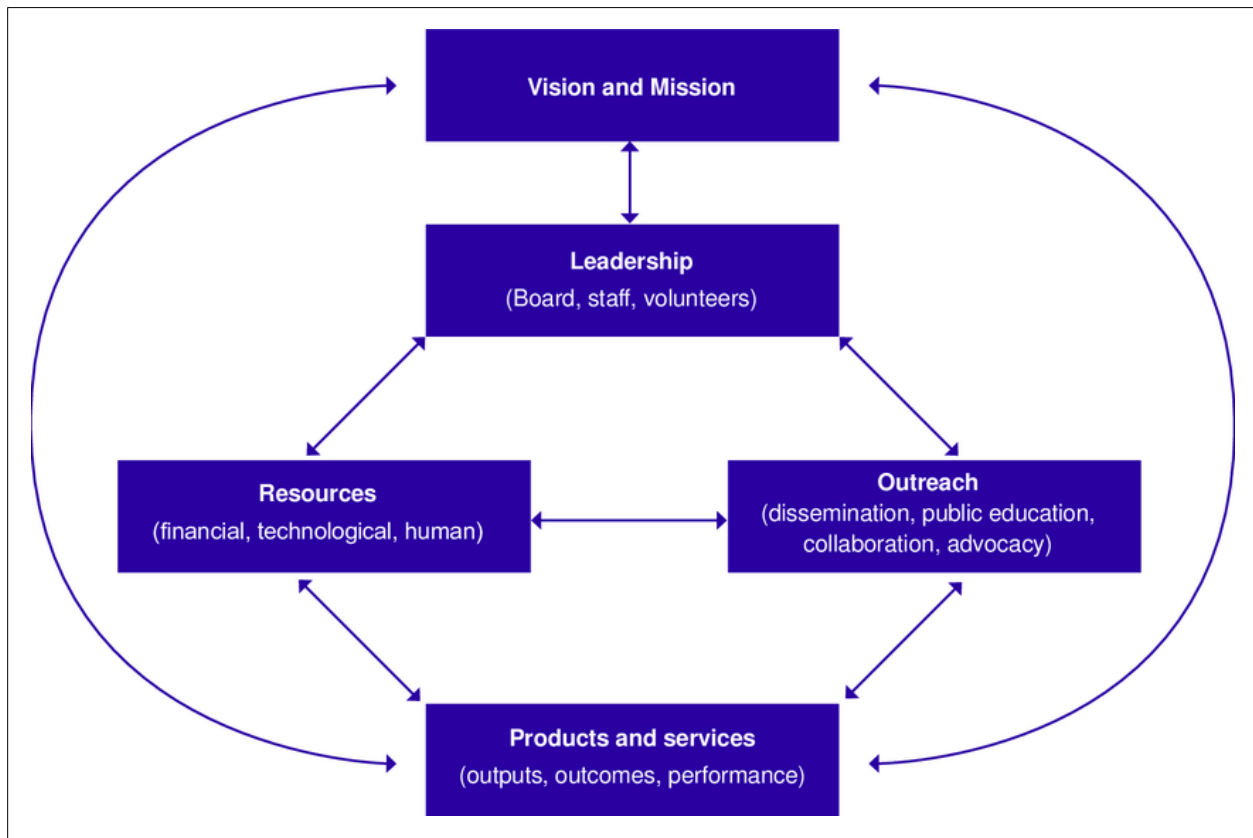 Vision and Mission
Leadership
(Board, staff, volunteers)
Resources
(financial, technological, human)
Outreach
(dissemination, public education,
collaboration, advocacy)
Products and services
(outputs, outcomes, performance)